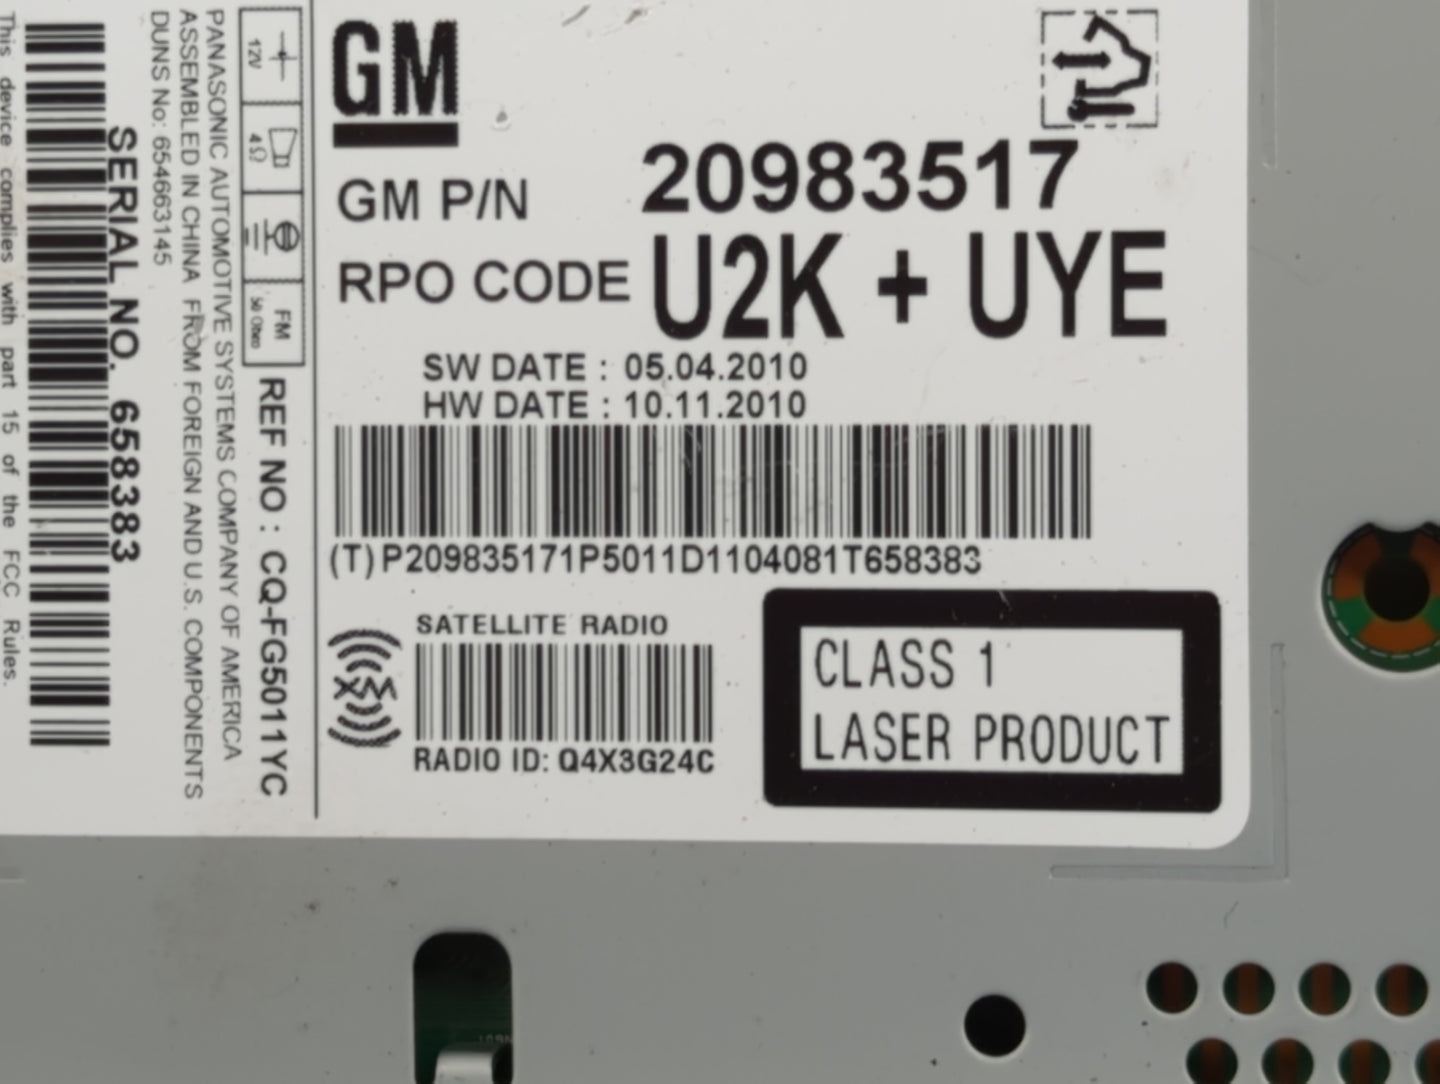 GM
GM P/N 20983517
RPO CODE U2K + UYE
SW DATE : 05.04.2010
HW DATE : 10.11.2010
(T)P209835171P5011D1104081T658383
SATELLITE RADIO
XM
RADIO ID: Q4X3G24C
CLASS 1
LASER PRODUCT
12V
4Ω
FM
50 Ohm
REF NO : CQ-FG5011YC
PANASONIC AUTOMOTIVE SYSTEMS COMPANY OF AMERICA
ASSEMBLED IN CHINA FROM FOREIGN AND U.S. COMPONENTS
DUNS No: 654663145
SERIAL NO. 658383
This device complies with part 15 of the FCC Rules.